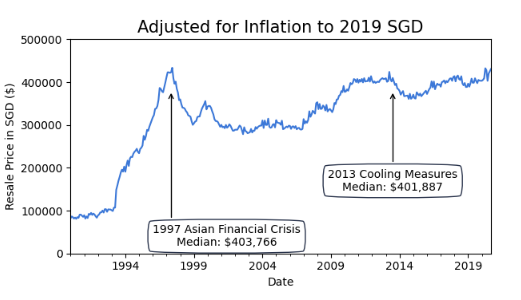 Adjusted for Inflation to 2019 SGD
Resale Price in SGD ($)
500000
400000
300000
200000
100000
0
2013 Cooling Measures
Median: $401,887
1997 Asian Financial Crisis
Median: $403,766
1994 1999 2004 2009 2014 2019
Date